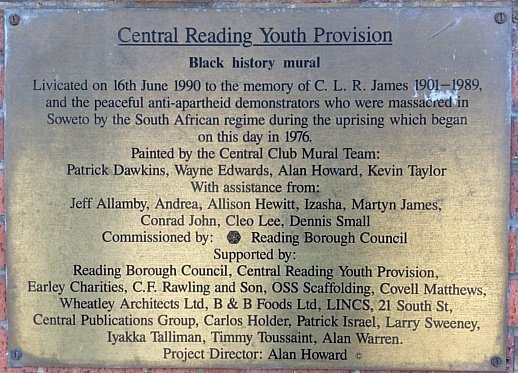 Central Reading Youth Provision
Black history mural
Livicated on 16th June 1990 to the memory of C. L. R. James 1901–1989,
and the peaceful anti-apartheid demonstrators who were massacred in
Soweto by the South African regime during the uprising which began
on this day in 1976.
Painted by the Central Club Mural Team:
Patrick Dawkins, Wayne Edwards, Alan Howard, Kevin Taylor
With assistance from:
Jeff Allamby, Andrea, Allison Hewitt, Izasha, Martyn James,
Conrad John, Cleo Lee, Dennis Small
Commissioned by: Reading Borough Council
Supported by:
Reading Borough Council, Central Reading Youth Provision,
Earley Charities, C.F. Rawling and Son, OSS Scaffolding, Covell Matthews,
Wheatley Architects Ltd, B & B Foods Ltd, LINCS, 21 South St,
Central Publications Group, Carlos Holder, Patrick Israel, Larry Sweeney,
Iyakka Talliman, Timmy Toussaint, Alan Warren.
Project Director: Alan Howard ©